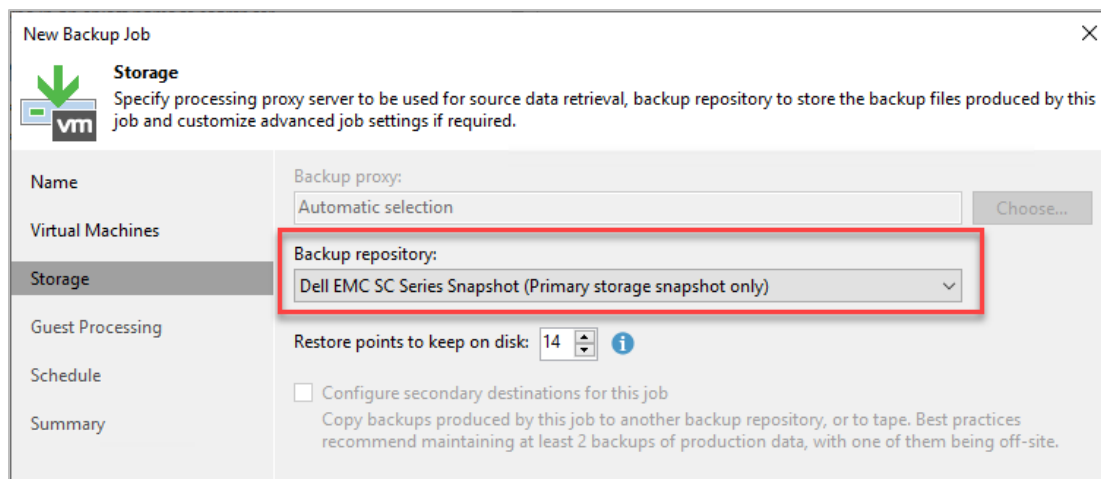 New Backup Job
Storage
Specify processing proxy server to be used for source data retrieval, backup repository to store the backup files produced by this
job and customize advanced job settings if required.
vm
Name
Virtual Machines
Storage
Guest Processing
Schedule
Summary
Backup proxy:
Automatic selection
Choose...
Backup repository:
Dell EMC SC Series Snapshot (Primary storage snapshot only)
Restore points to keep on disk: 14
Configure secondary destinations for this job
Copy backups produced by this job to another backup repository, or to tape. Best practices
recommend maintaining at least 2 backups of production data, with one of them being off-site.